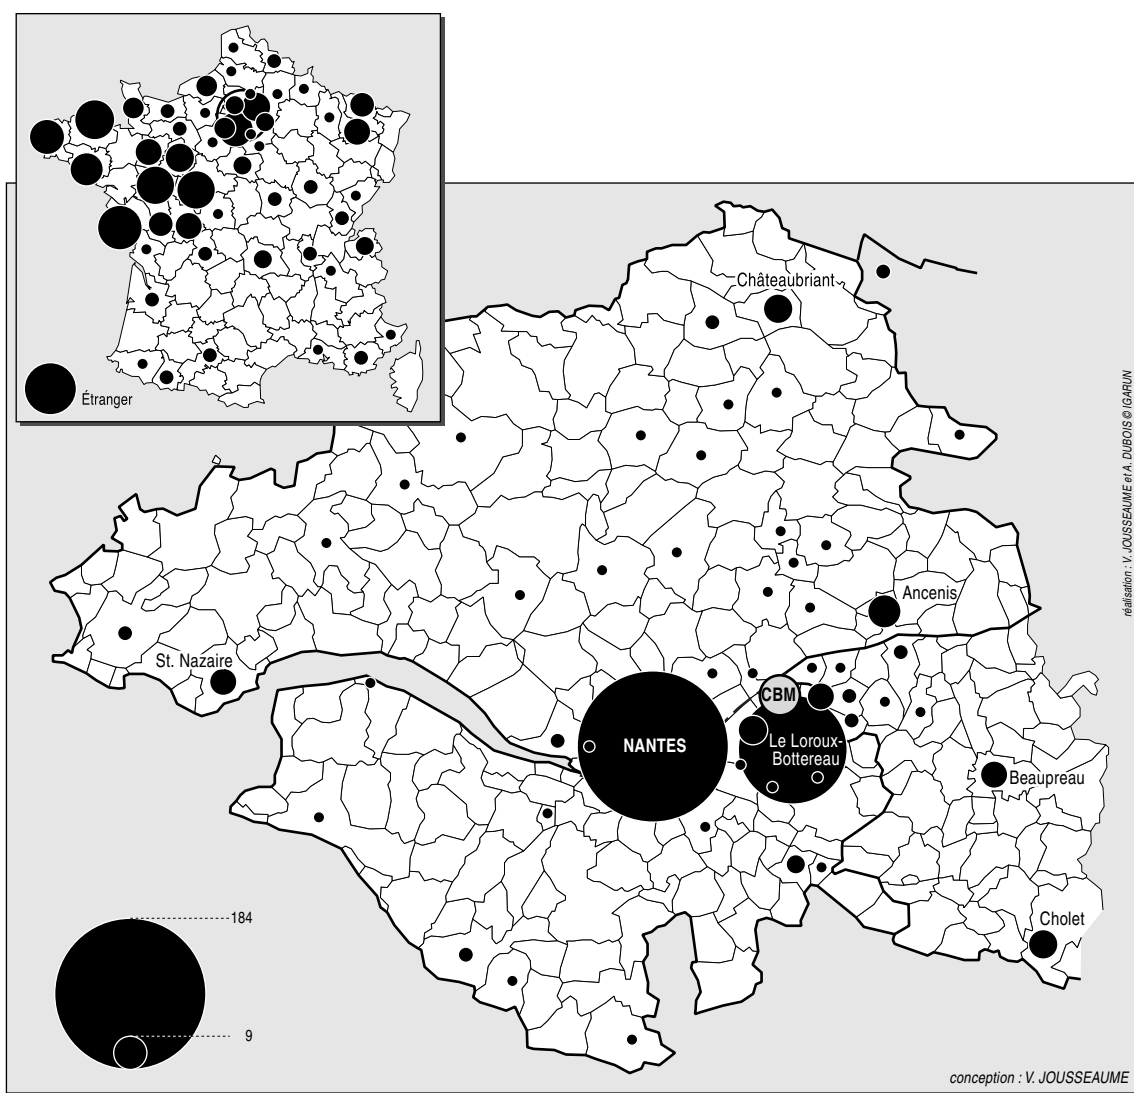 Étranger
Châteaubriant
Ancenis
St. Nazaire
CBM
NANTES
Le Loroux-
Bottereau
Beaupreau
Cholet
184
9
réalisation : V. JOUSSEAUME et A. DUBOIS © IGARUN
conception : V. JOUSSEAUME